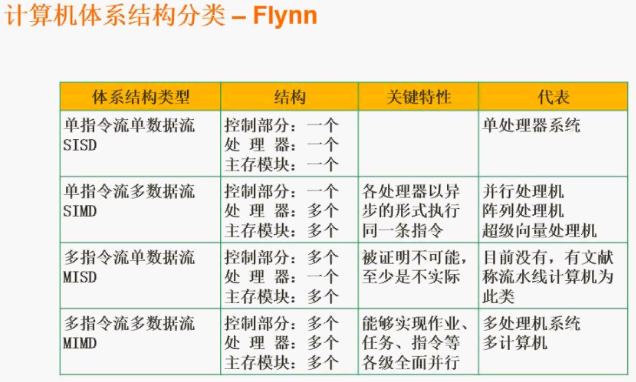 计算机体系结构分类 – Flynn
体系结构类型 结构 关键特性 代表
单指令流单数据流
SISD
控制部分：一个
处 理 器：一个
主存模块：一个
单处理器系统
单指令流多数据流
SIMD
控制部分：一个
处 理 器：多个
主存模块：多个
各处理器以异
步的形式执行
同一条指令
并行处理机
阵列处理机
超级向量处理机
多指令流单数据流
MISD
控制部分：多个
处 理 器：一个
主存模块：多个
被证明不可能，
至少是不实际
目前没有，有文献
称流水线计算机为
此类
多指令流多数据流
MIMD
控制部分：多个
处 理 器：多个
主存模块：多个
能够实现作业、
任务、指令等
各级全面并行
多处理机系统
多计算机